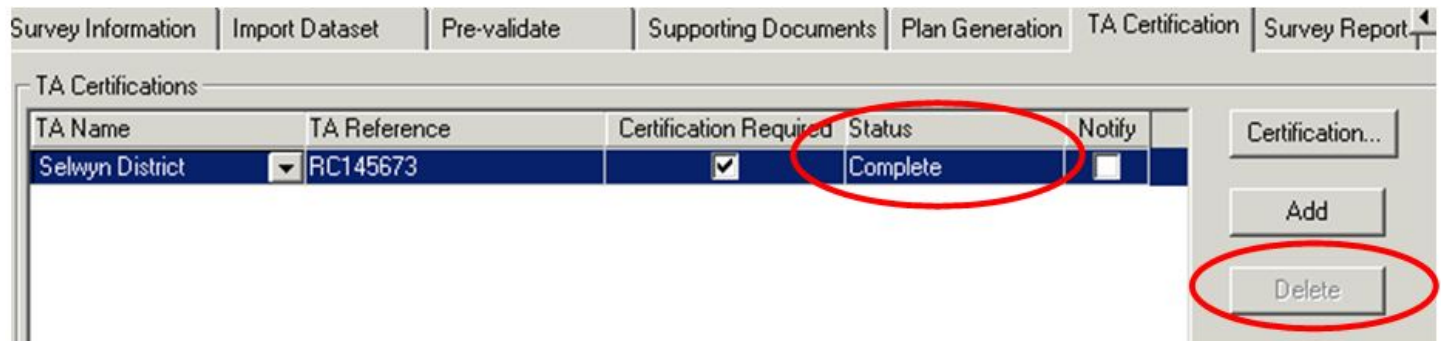 Survey Information Import Dataset Pre-validate Supporting Documents Plan Generation TA Certification Survey Report
TA Certifications
TA Name TA Reference Certification Required Status Notify
Certification...
Selwyn District RC145673 Complete
Add
Delete